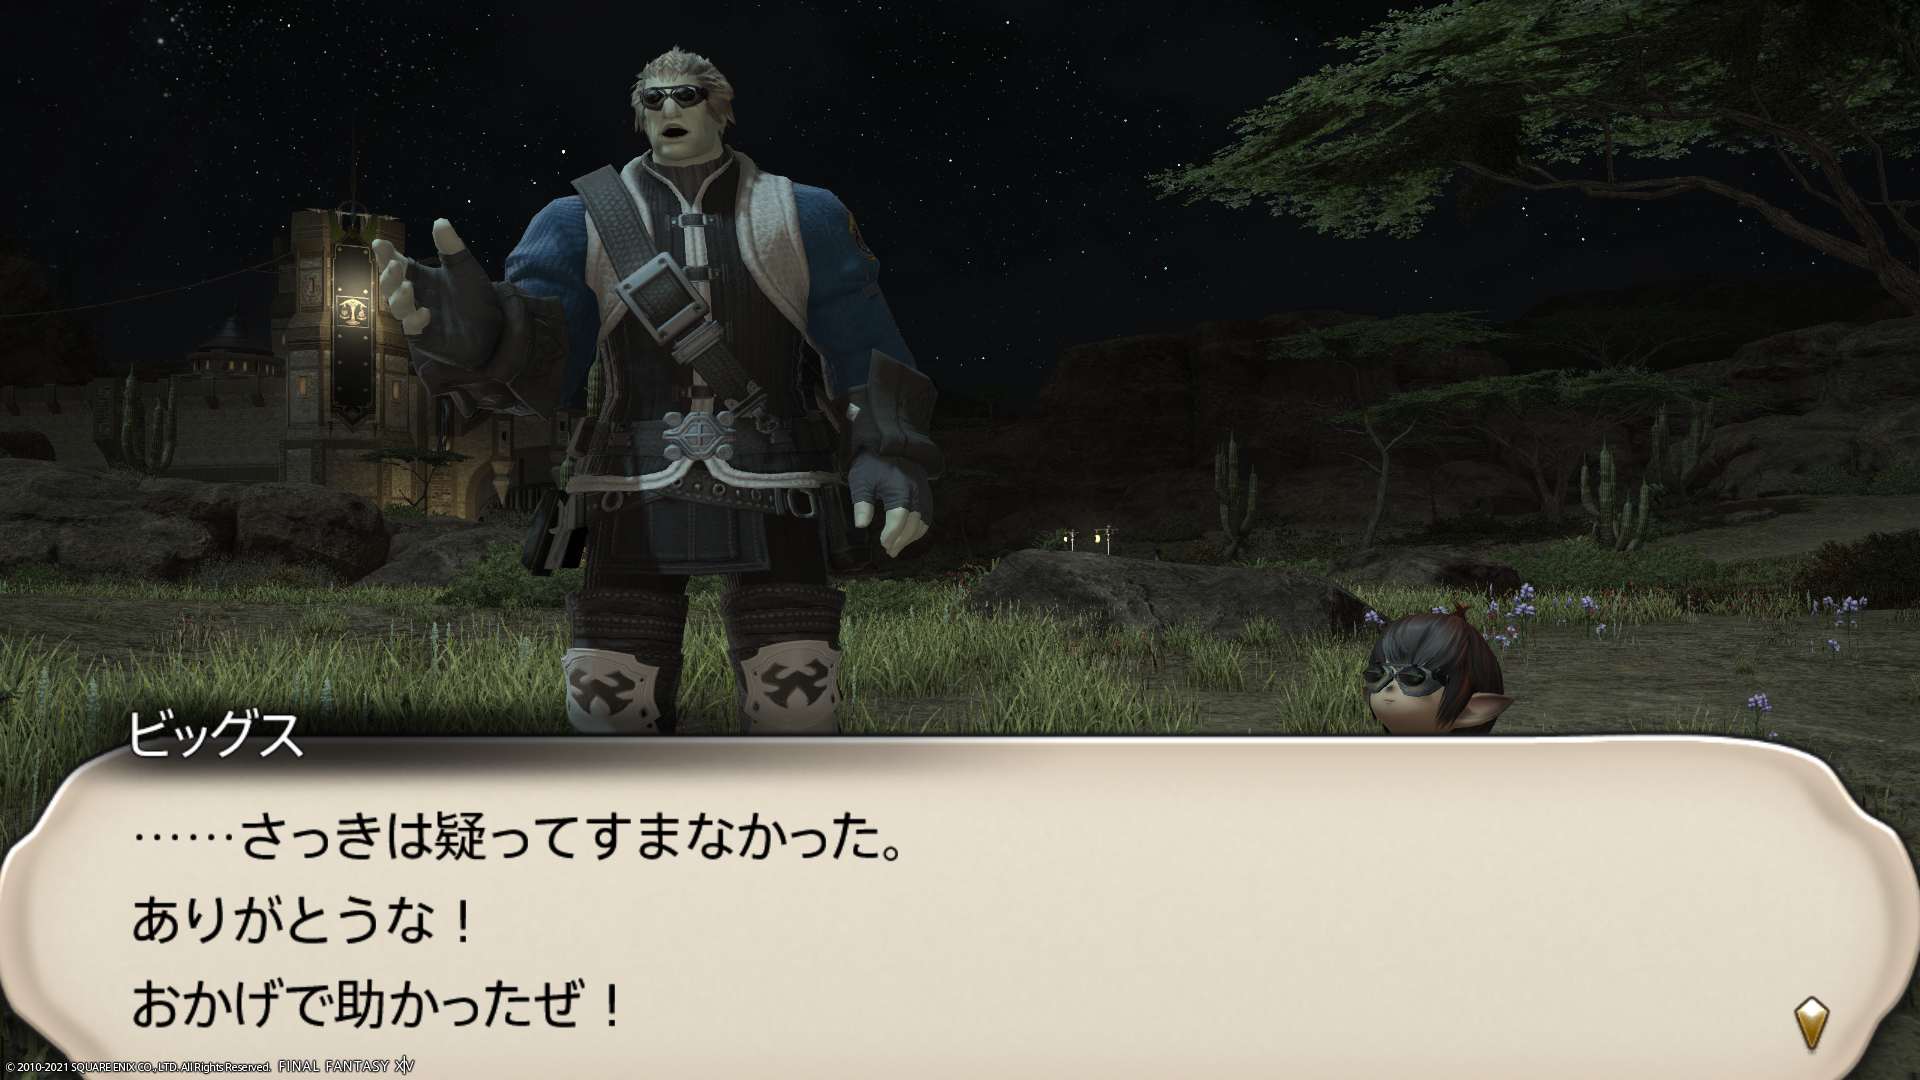 ビッグス
……さっきは疑ってすまなかった。
ありがとうな！
おかげで助かったぜ！
© 2010-2021 SQUARE ENIX CO., LTD. All Rights Reserved. FINAL FANTASY XIV